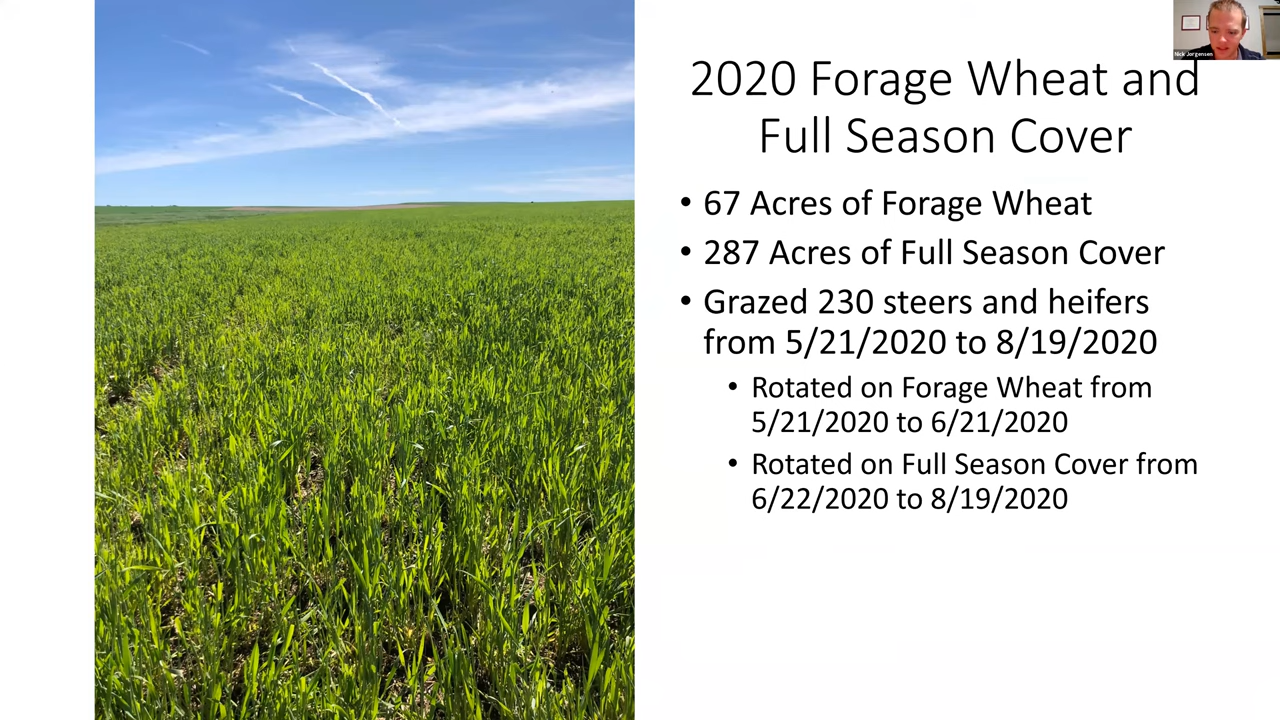 Nick Jorgensen
2020 Forage Wheat and
Full Season Cover
• 67 Acres of Forage Wheat
• 287 Acres of Full Season Cover
• Grazed 230 steers and heifers
from 5/21/2020 to 8/19/2020
• Rotated on Forage Wheat from
5/21/2020 to 6/21/2020
• Rotated on Full Season Cover from
6/22/2020 to 8/19/2020